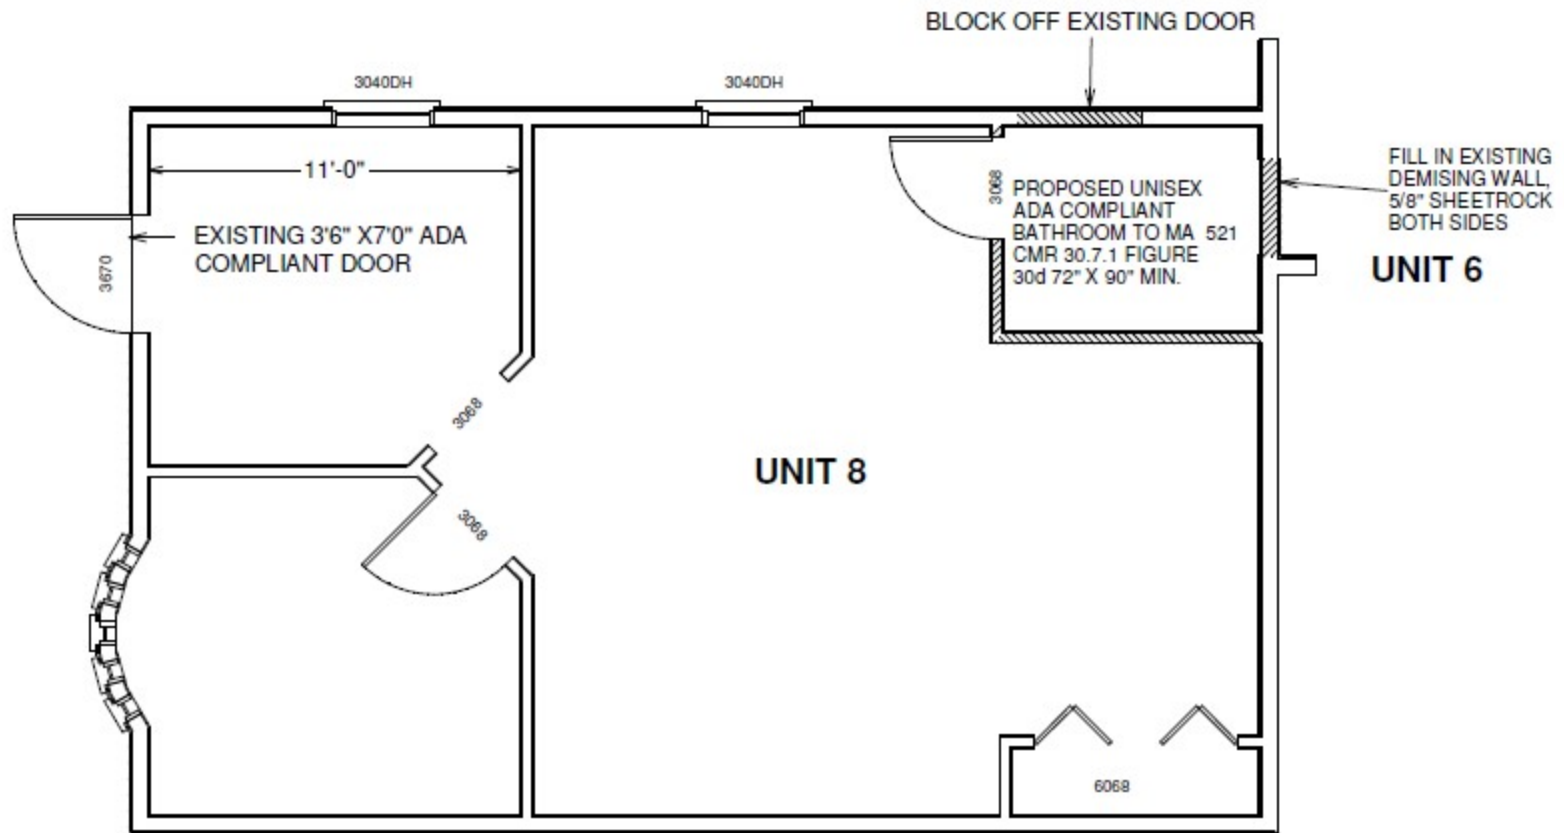 BLOCK OFF EXISTING DOOR
3040DH
3040DH
11'-0"
FILL IN EXISTING
DEMISING WALL,
5/8" SHEETROCK
BOTH SIDES
3068
PROPOSED UNISEX
ADA COMPLIANT
BATHROOM TO MA 521
CMR 30.7.1 FIGURE
30d 72" X 90" MIN.
EXISTING 3'6" X7'0" ADA
COMPLIANT DOOR
3670
UNIT 6
3068
UNIT 8
3068
6068